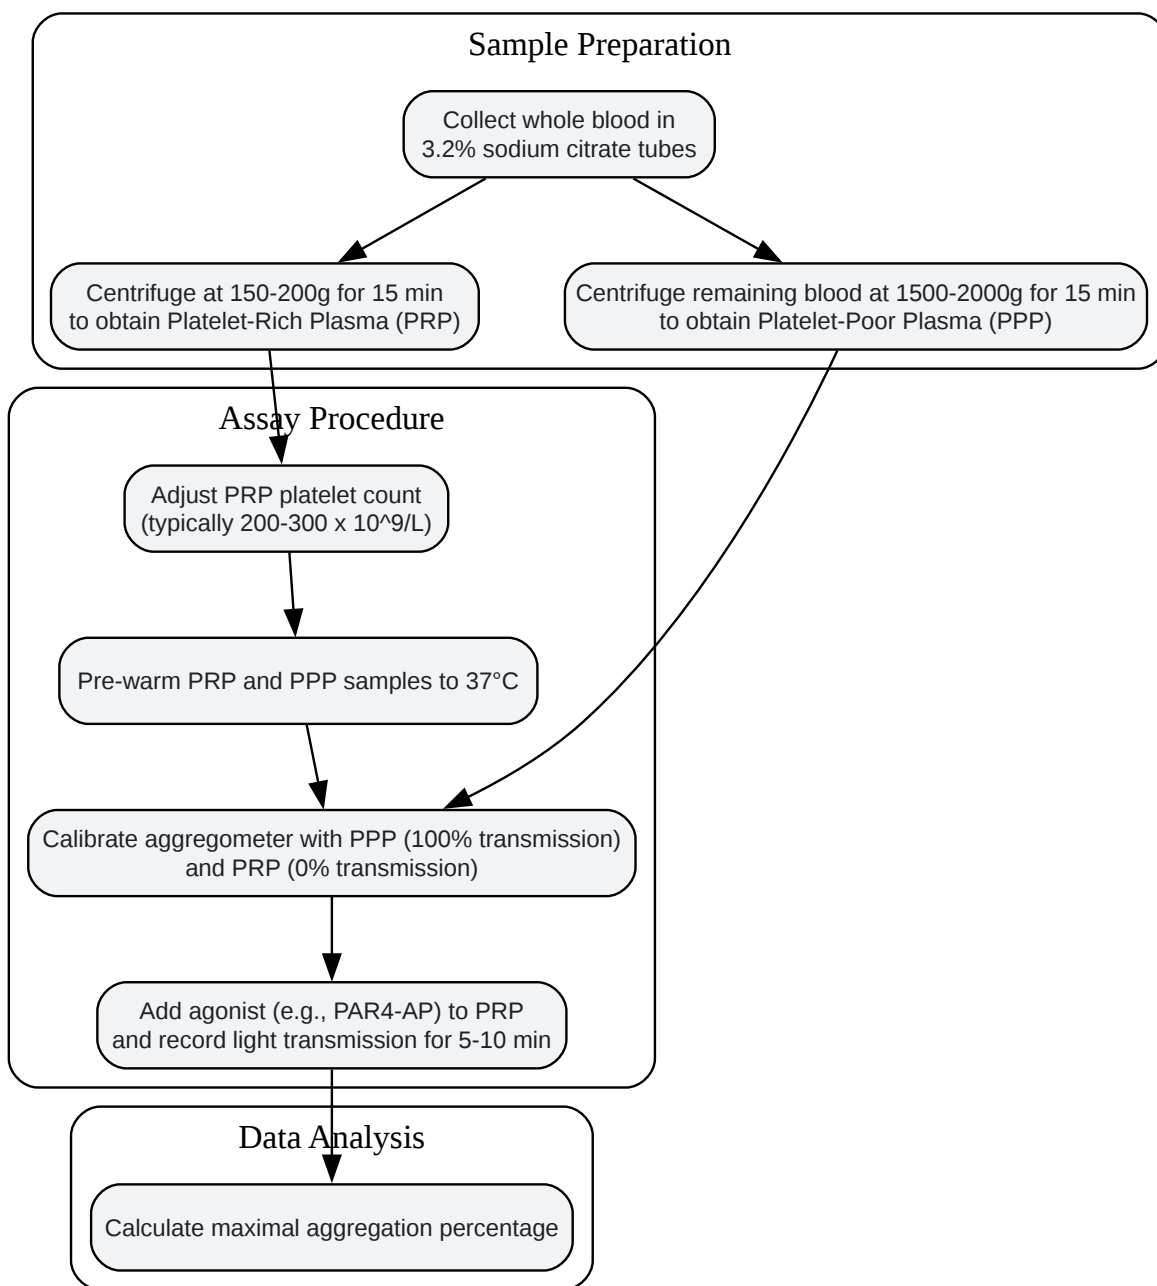 Sample Preparation
Collect whole blood in
3.2% sodium citrate tubes
Centrifuge at 150-200g for 15 min
to obtain Platelet-Rich Plasma (PRP)
Centrifuge remaining blood at 1500-2000g for 15 min
to obtain Platelet-Poor Plasma (PPP)
Assay Procedure
Adjust PRP platelet count
(typically 200-300 x 10^9/L)
Pre-warm PRP and PPP samples to 37°C
Calibrate aggregometer with PPP (100% transmission)
and PRP (0% transmission)
Add agonist (e.g., PAR4-AP) to PRP
and record light transmission for 5-10 min
Data Analysis
Calculate maximal aggregation percentage